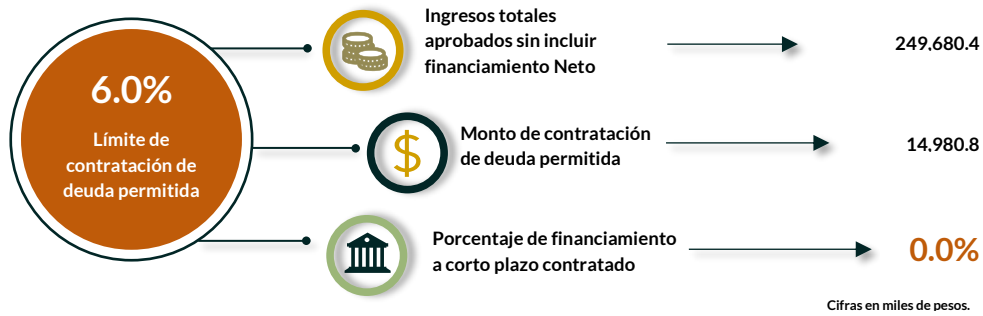 6.0%
Límite de
contratación de
deuda permitida
Ingresos totales
aprobados sin incluir
financiamiento Neto
249,680.4
$
Monto de contratación
de deuda permitida
14,980.8
Porcentaje de financiamiento
a corto plazo contratado
0.0%
Cifras en miles de pesos.